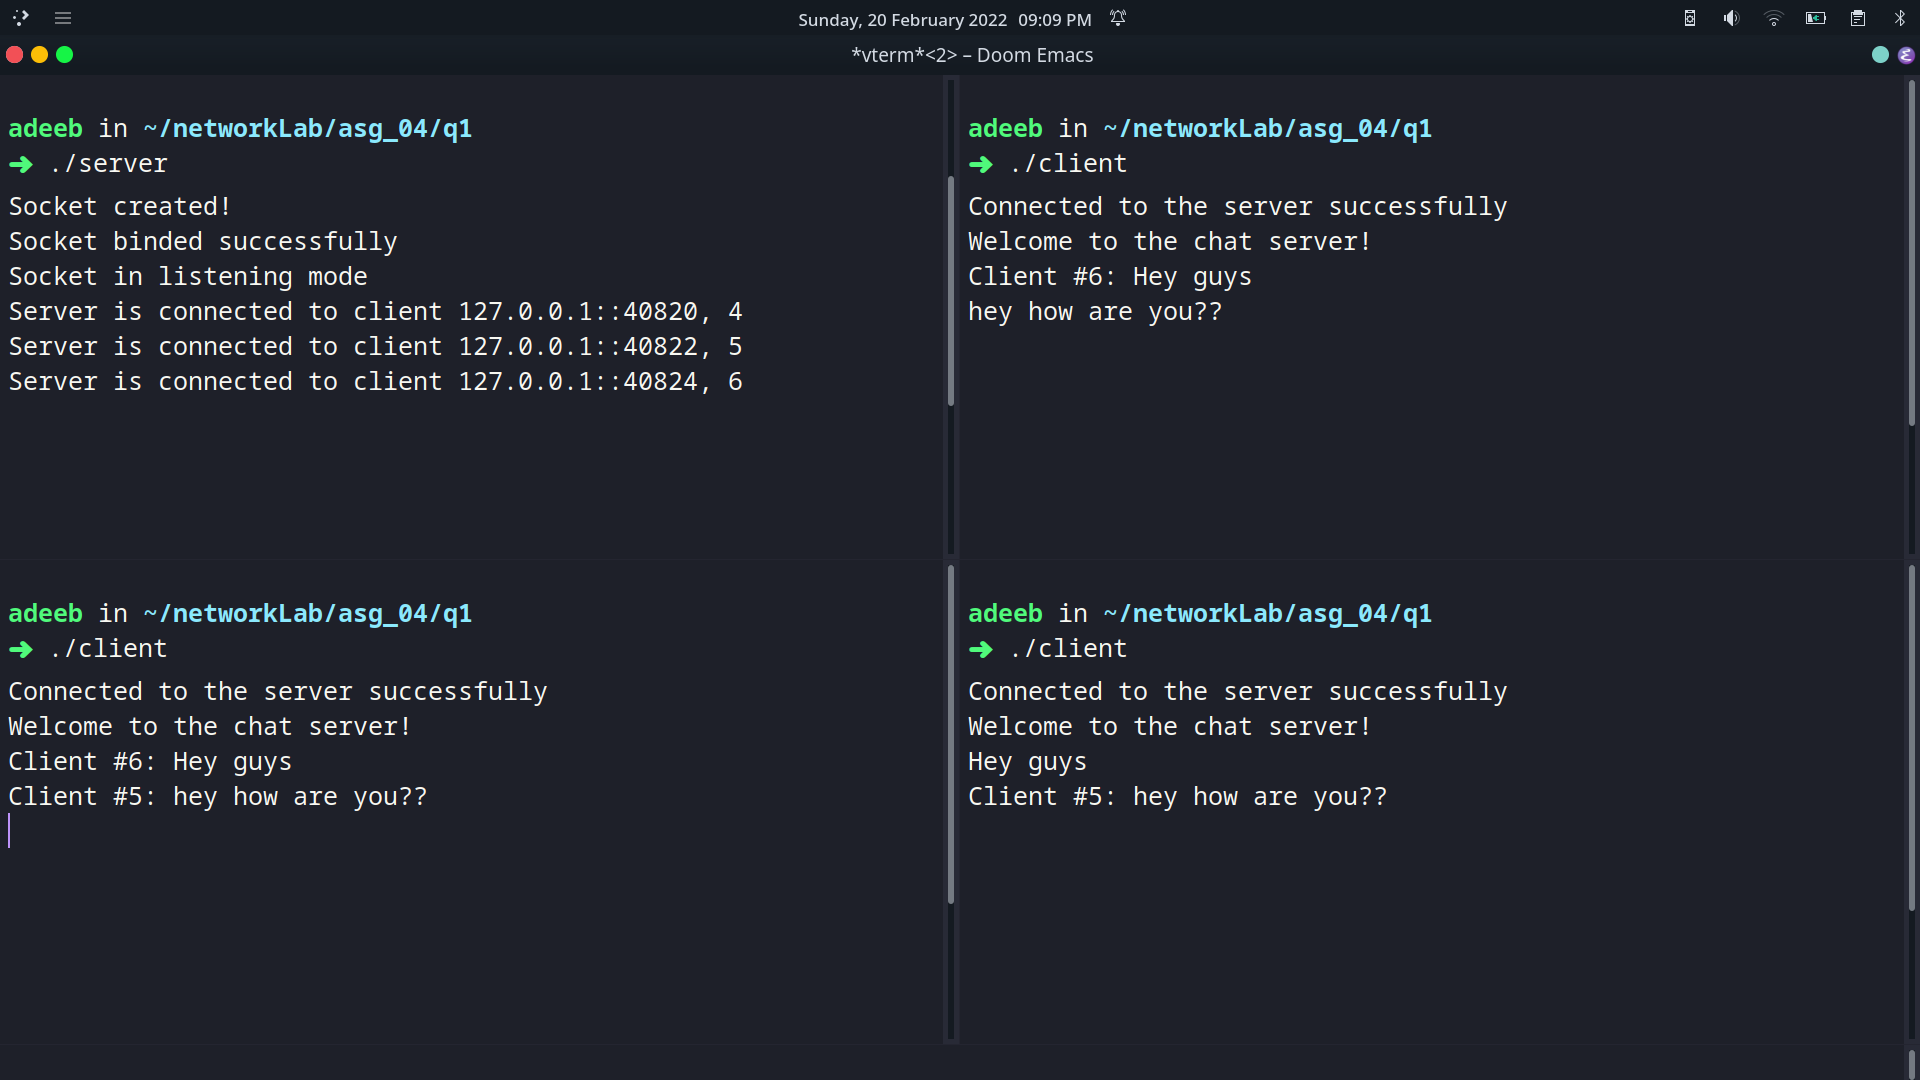 Sunday, 20 February 2022 09:09 PM
*vterm*<2> – Doom Emacs
adeeb in ~/networkLab/asg_04/q1
➜ ./server
Socket created!
Socket binded successfully
Socket in listening mode
Server is connected to client 127.0.0.1::40820, 4
Server is connected to client 127.0.0.1::40822, 5
Server is connected to client 127.0.0.1::40824, 6
adeeb in ~/networkLab/asg_04/q1
➜ ./client
Connected to the server successfully
Welcome to the chat server!
Client #6: Hey guys
hey how are you??
adeeb in ~/networkLab/asg_04/q1
➜ ./client
Connected to the server successfully
Welcome to the chat server!
Client #6: Hey guys
Client #5: hey how are you??
adeeb in ~/networkLab/asg_04/q1
➜ ./client
Connected to the server successfully
Welcome to the chat server!
Hey guys
Client #5: hey how are you??